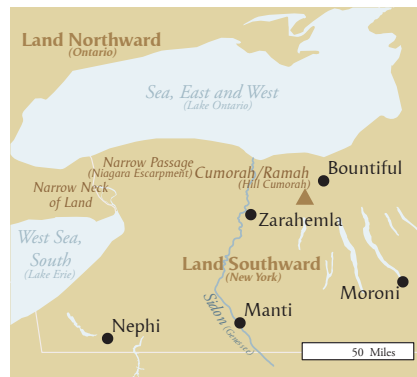 Land Northward
(Ontario)
Sea, East and West
(Lake Ontario)
Narrow Passage
(Niagara Escarpment)
Cumorah/Ramah
(Hill Cumorah)
Bountiful
Narrow Neck
of Land
Zarahemla
West Sea,
South
(Lake Erie)
Land Southward
(New York)
Moroni
Sidon (Genesee)
Manti
Nephi
50 Miles